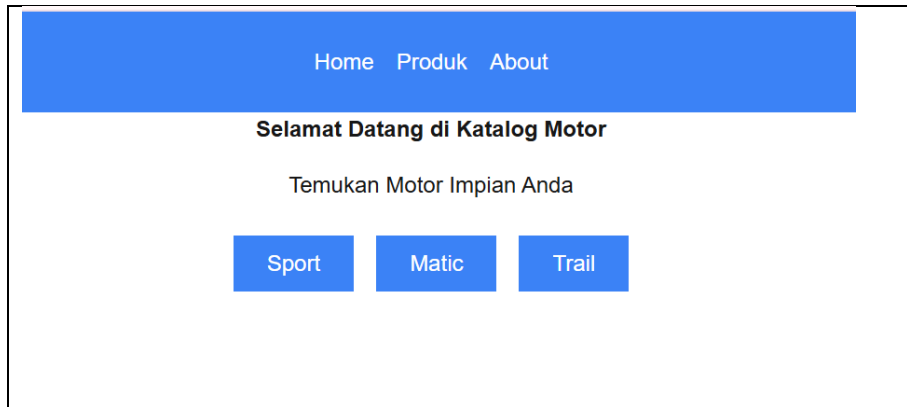 Home Produk About
Selamat Datang di Katalog Motor
Temukan Motor Impian Anda
Sport Matic Trail